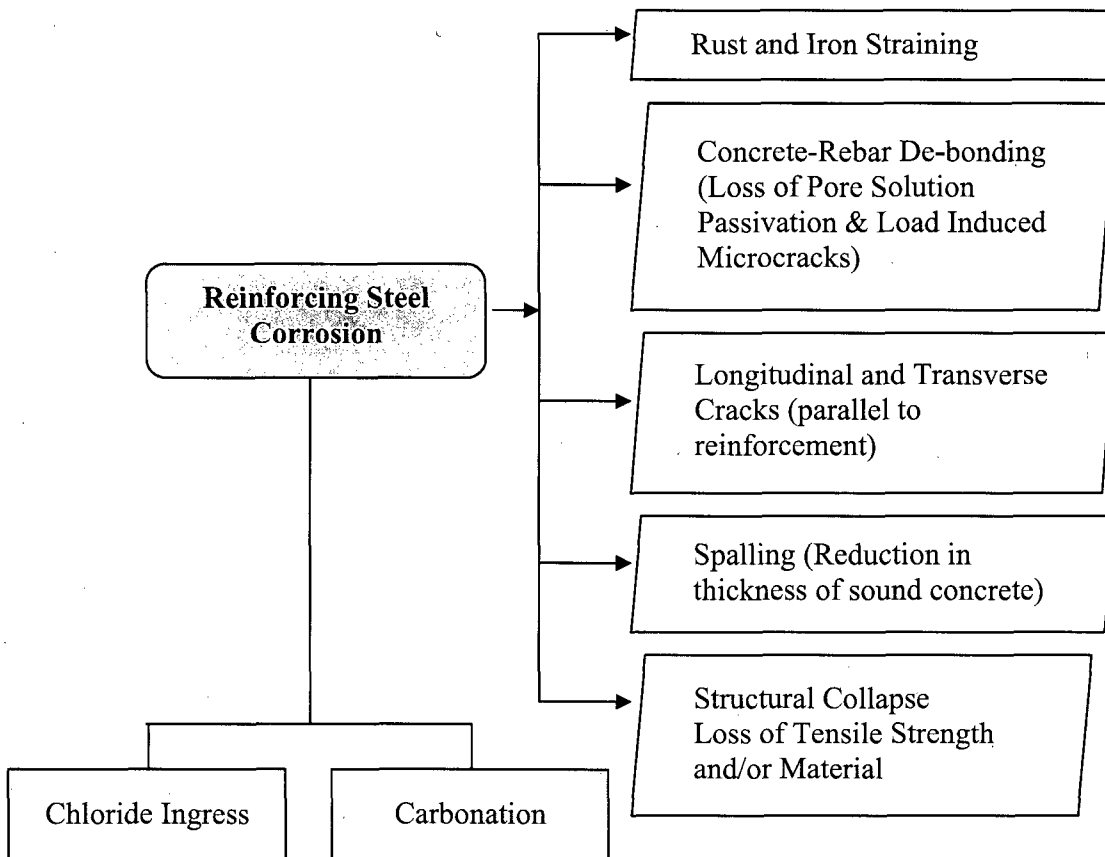 Rust and Iron Straining
Concrete-Rebar De-bonding
(Loss of Pore Solution
Passivation & Load Induced
Microcracks)
Reinforcing Steel
Corrosion
Longitudinal and Transverse
Cracks (parallel to
reinforcement)
Spalling (Reduction in
thickness of sound concrete)
Structural Collapse
Loss of Tensile Strength
and/or Material
Chloride Ingress
Carbonation